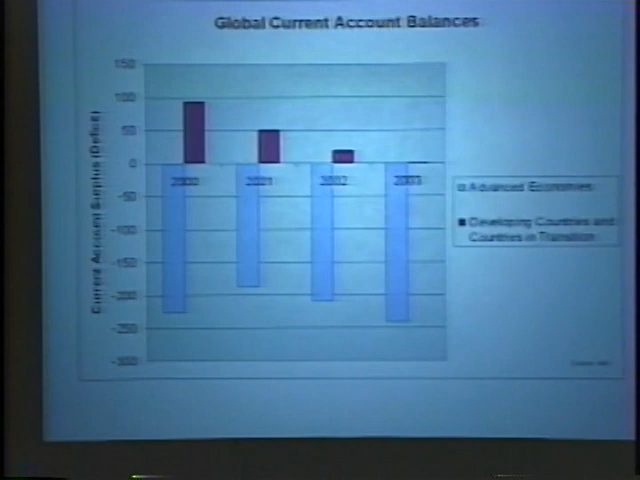 Global Current Account Balances
150
100
50
0
-50
-100
-150
-200
-250
-300
Current Account Surplus (Deficit)
2000
2001
2002
2003
Advanced Economies
Developing Countries and
Countries in Transition